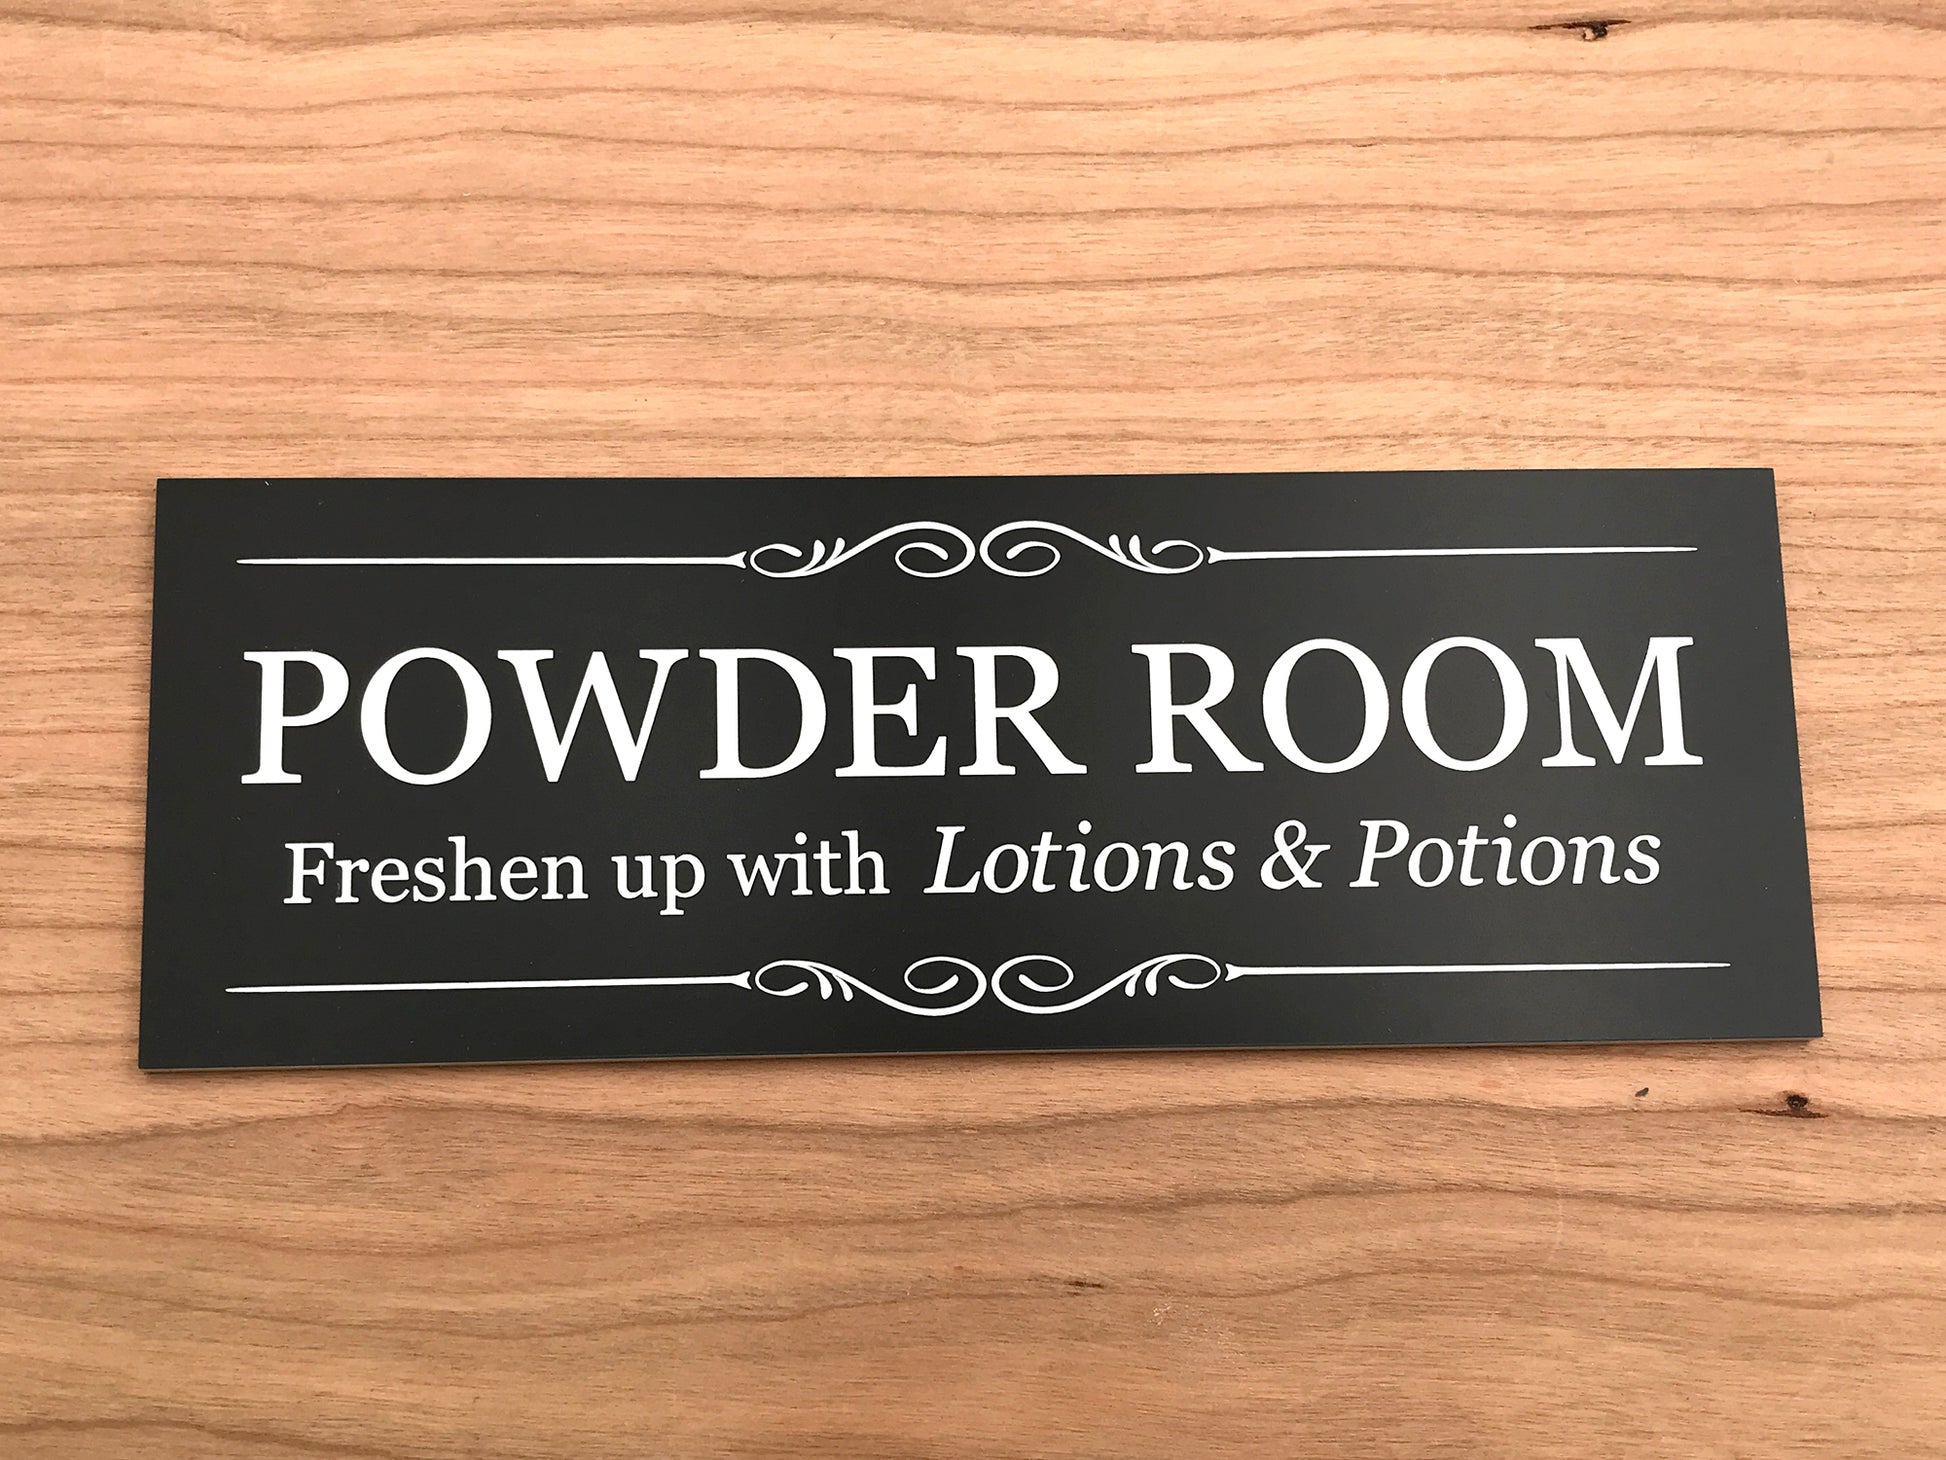 POWDER ROOM
Freshen up with Lotions & Potions